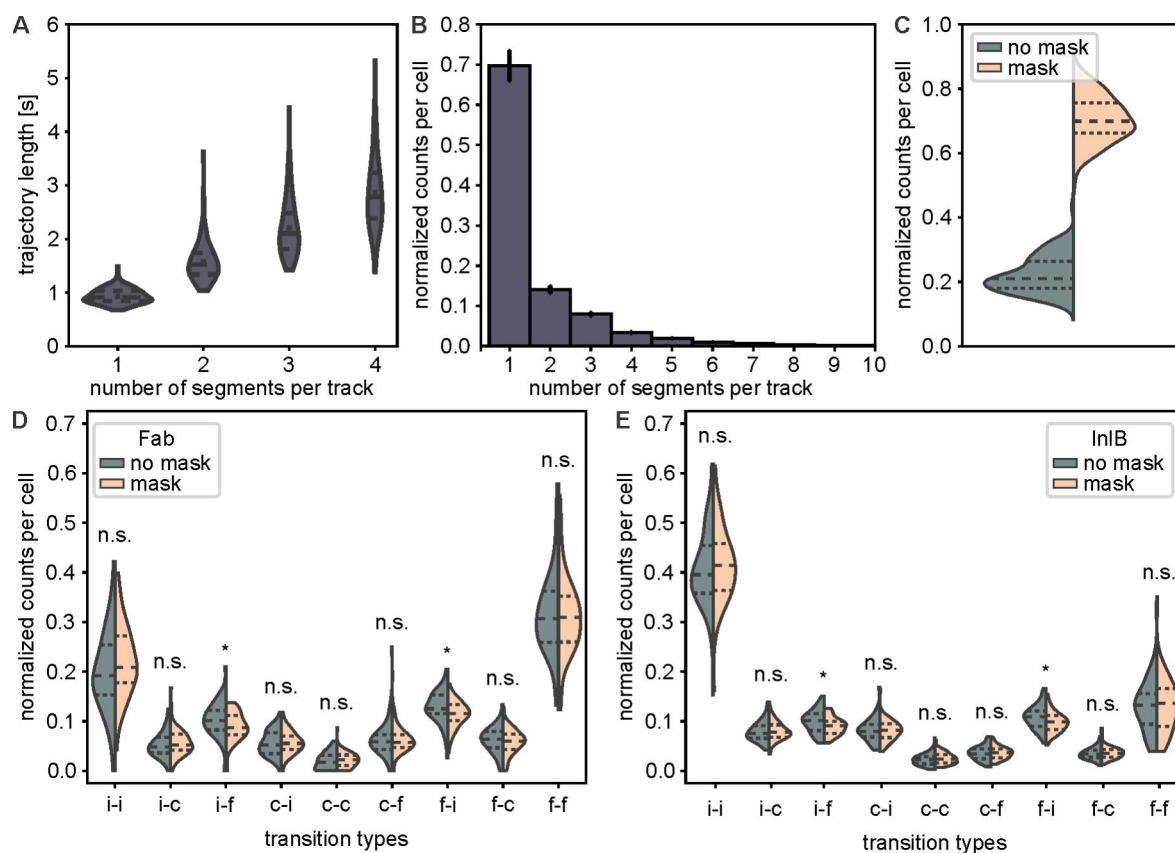 A
trajectory length [s]
6
5
4
3
2
1
0
1 2 3 4
number of segments per track
B
normalized counts per cell
0.8
0.7
0.6
0.5
0.4
0.3
0.2
0.1
0.0
1 2 3 4 5 6 7 8 9 10
number of segments per track
C
normalized counts per cell
1.0
0.8
0.6
0.4
0.2
0.0
no mask
mask
D
normalized counts per cell
0.7
0.6
0.5
0.4
0.3
0.2
0.1
0.0
Fab
no mask
mask
n.s. n.s. * n.s. n.s. n.s. * n.s. n.s.
i-i i-c i-f c-i c-c c-f f-i f-c f-f
transition types
E
normalized counts per cell
0.7
0.6
0.5
0.4
0.3
0.2
0.1
0.0
InlB
no mask
mask
n.s. n.s. * n.s. n.s. n.s. * n.s. n.s.
i-i i-c i-f c-i c-c c-f f-i f-c f-f
transition types